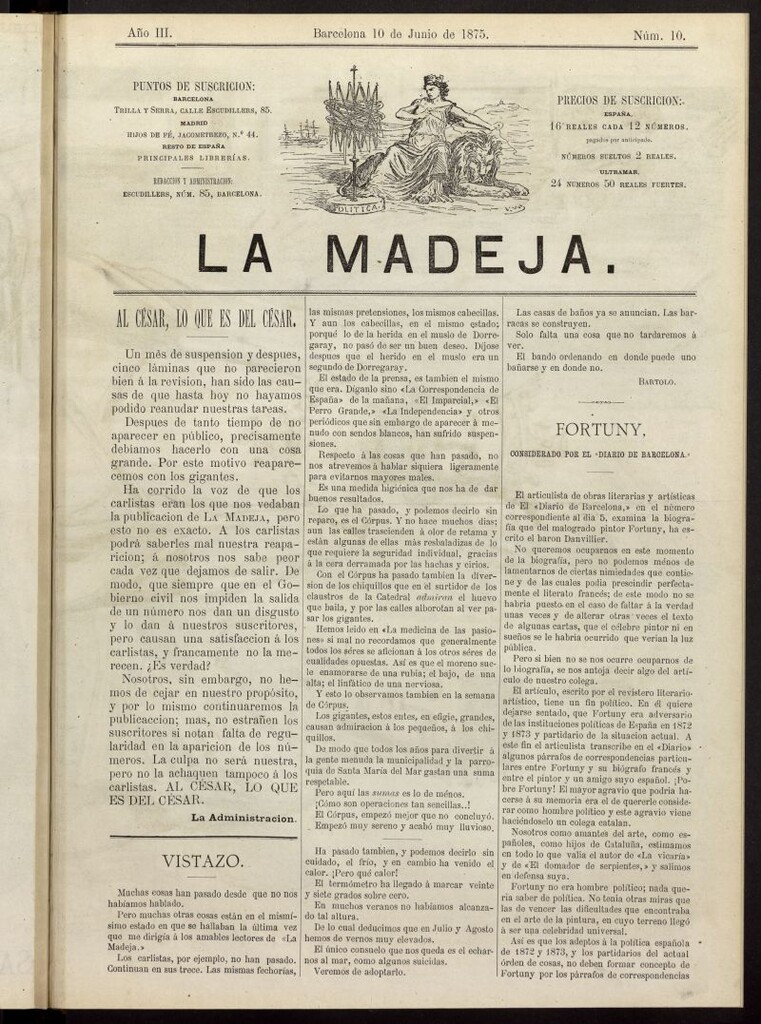 Año III.
Barcelona 10 de Junio de 1875.
Núm. 10.
PUNTOS DE SUSCRICION:
BARCELONA
TRILLA Y SERRA, CALLE ESCUDILLERS, 85.
MADRID
HIJOS DE FÉ, JACOMETREZO, N.º 44.
RESTO DE ESPAÑA
PRINCIPALES LIBRERÍAS.
REDACCION Y ADMINISTRACION:
ESCUDILLERS, NÚM. 85, BARCELONA.
POLITICA.
PRECIOS DE SUSCRICION:.
ESPAÑA.
16 REALES CADA 12 NÚMEROS.
pagados por anticipado.
NÚMEROS SUELTOS 2 REALES.
ULTRAMAR.
24 NUMEROS 50 REALES FUERTES.
LA MADEJA.
AL CÉSAR, LO QUE ES DEL CÉSAR.
Un més de suspension y despues,
cinco láminas que no parecieron
bien á la revision, han sido las cau-
sas de que hasta hoy no hayamos
podido reanudar nuestras tareas.
Despues de tanto tiempo de no
aparecer en público, precisamente
debiamos hacerlo con una cosa
grande. Por este motivo reapare-
cemos con los gigantes.
Ha corrido la voz de que los
carlistas eran los que nos vedaban
la publicacion de LA MADEJA, pero
esto no es exacto. A los carlistas
podrá saberles mal nuestra reapa-
ricion; á nosotros nos sabe peor
cada vez que dejamos de salir. De
modo, que siempre que en el Go-
bierno civil nos impiden la salida
de un número nos dan un disgusto
y lo dan á nuestros suscritores,
pero causan una satisfaccion á los
carlistas, y francamente no la me-
recen. ¿Es verdad?
Nosotros, sin embargo, no he-
mos de cejar en nuestro propósito,
y por lo mismo continuaremos la
publicaccion; mas, no estrañen los
suscritores si notan falta de regu-
laridad en la aparicion de los nú-
meros. La culpa no será nuestra,
pero no la achaquen tampoco á los
carlistas. AL CÉSAR, LO QUE
ES DEL CÉSAR.
La Administracion.
VISTAZO.
Muchas cosas han pasado desde que no nos
habíamos hablado.
Pero muchas otras cosas están en el mismí-
simo estado en que se hallaban la última vez
que me dirigía á los amables lectores de «La
Madeja.»
Los carlistas, por ejemplo, no han pasado.
Continuan en sus trece. Las mismas fechorías,
las mismas pretensiones, los mismos cabecillas.
Y aun los cabecillas, en el mismo estado;
porqué lo de la herida en el muslo de Dorre-
garay, no pasó de ser un buen deseo. Díjose
despues que el herido en el muslo era un
segundo de Dorregaray.
El estado de la prensa, es tambien el mismo
que era. Díganlo sino «La Correspondencia de
España» de la mañana, «El Imparcial,» «El
Perro Grande,» «La Independencia» y otros
periódicos que sin embargo de aparecer á me-
nudo con sendos blancos, han sufrido suspen-
siones.
Respecto á las cosas que han pasado, no
nos atrevemos á hablar siquiera ligeramente
para evitarnos mayores males.
Es una medida higiénica que nos ha de dar
buenos resultados.
Lo que ha pasado, y podemos decirlo sin
reparo, es el Córpus. Y no hace muchos dias;
aun las calles trascienden á olor de retama y
están algunas de ellas mas resbaladizas de lo
que requiere la seguridad individual, gracias
à la cera derramada por las hachas y cirios.
Con el Córpus ha pasado tambien la diver-
sion de los chiquillos que en el surtidor de los
claustros de la Catedral admiran el huevo
que baila, y por las calles alborotan al ver pa-
sar los gigantes.
Hemos leido en «La medicina de las pasio-
nes» si mal no recordamos que generalmente
todos los séres se aficionan á los otros séres de
cualidades opuestas. Así es que el moreno sue-
le enamorarse de una rubia; el bajo, de una
alta; el linfático de una nerviosa.
Y esto lo observamos tambien en la semana
de Córpus.
Los gigantes, estos entes, en efigie, grandes,
causan admiracion á los pequeños, á los chi-
quillos.
De modo que todos los años para divertir á
la gente menuda la municipalidad y la parro-
quia de Santa María del Mar gastan una suma
respetable.
Pero aquí las sumas es lo de ménos.
¡Cómo son operaciones tan sencillas..!
El Córpus, empezó mejor que no concluyó.
Empezó muy sereno y acabó muy lluvioso.
Ha pasado tambien, y podemos decirlo sin
cuidado, el frío, y en cambio ha venido el
calor. ¡Pero qué calor!
El termómetro ha llegado á marcar veinte
y siete grados sobre cero.
En muchos veranos no habíamos alcanza-
do tal altura.
De lo cual deducimos que en Julio y Agosto
hemos de vernos muy elevados.
El único consuelo que nos queda es el echar-
nos al mar, como algunos suicidas.
Veremos de adoptarlo.
Las casas de baños ya se anuncian. Las bar-
racas se construyen.
Solo falta una cosa que no tardaremos á
ver.
El bando ordenando en donde puede uno
bañarse y en donde no.
BARTOLO.
FORTUNY,
CONSIDERADO POR EL «DIARIO DE BARCELONA.»
El articulista de obras literarias y artísticas
de El «Diario de Barcelona,» en el número
correspondiente al dia 5, examina la biogra-
fía que del malogrado pintor Fortuny, ha es-
crito el baron Danvillier.
No queremos ocuparnos en este momento
de la biografía, pero no podemos ménos de
lamentarnos de ciertas nimiedades que contie-
ne y de las cuales podia prescindir perfecta-
mente el literato francés; de este modo no se
habria puesto en el caso de faltar á la verdad
unas veces y de alterar otras veces el texto
de algunas cartas, que el célebre pintor ni en
sueños se le habria ocurrido que verian la luz
pública.
Pero si bien no se nos ocurre ocuparnos de
lo biografía, se nos antoja decir algo del artí-
culo de nuestro colega.
El artículo, escrito por el revistero literario-
artístico, tiene un fin político. En él quiere
dejarse sentado, que Fortuny era adversario
de las instituciones políticas de España en 1872
y 1873 y partidario de la situacion actual. A
este fin el articulista transcribe en el «Diario»
algunos párrafos de correspondencias particu-
lares entre Fortuny y su biógrafo francés y
entre el pintor y un amigo suyo español. ¡Po-
bre Fortuny! El mayor agravio que podria ha-
cerse á su memoria era el de quererle conside-
rar como hombre político y este agravio viene
haciéndoselo un colega catalan.
Nosotros como amantes del arte, como es-
pañoles, como hijos de Cataluña, estimamos
en todo lo que valia el autor de «La vicaría»
y de «El domador de serpientes,» y salimos
en defensa suya.
Fortuny no era hombre político; nada que-
ria saber de política. No tenia otras miras que
las de vencer las dificultades que encontraba
en el arte de la pintura, en cuyo terreno llegó
á ser una celebridad universal.
Así es que los adeptos à la política española
de 1872 y 1873, y los partidarios del actual
órden de cosas, no deben formar concepto de
Fortuny por los párrafos de correspondencias